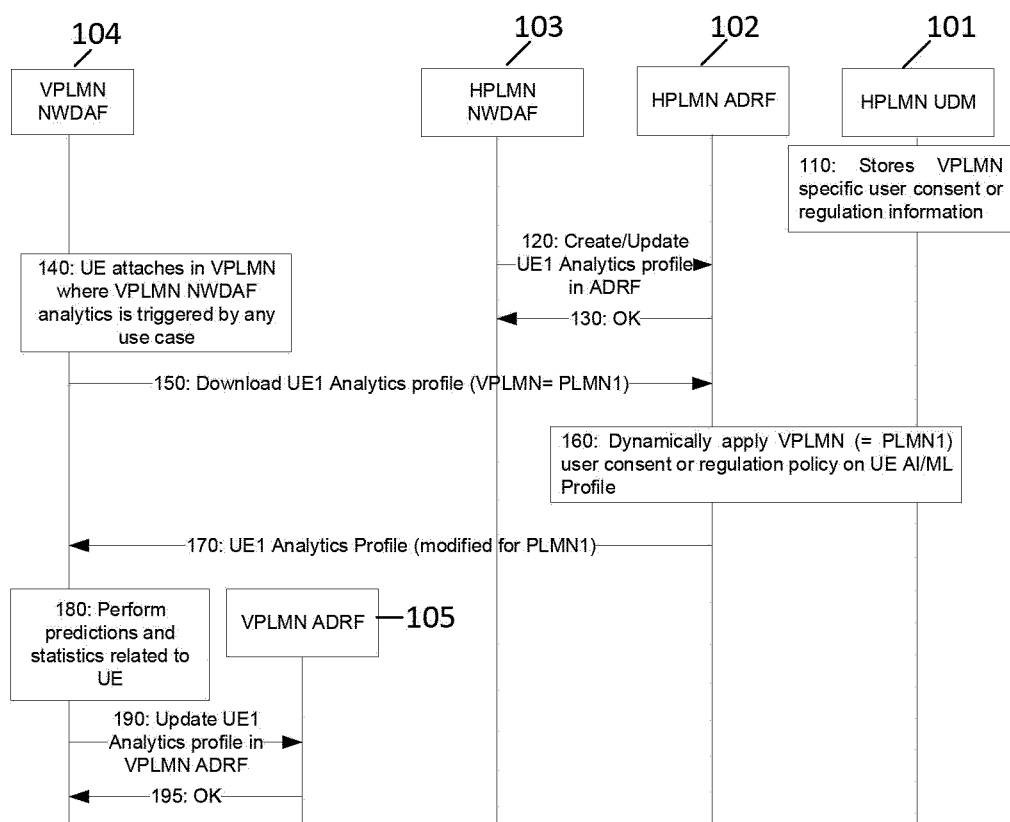 104
103
102
101
VPLMN
NWDAF
HPLMN
NWDAF
HPLMN ADRF
HPLMN UDM
110: Stores VPLMN
specific user consent or
regulation information
120: Create/Update
UE1 Analytics profile
in ADRF
140: UE attaches in VPLMN
where VPLMN NWDAF
analytics is triggered by any
use case
130: OK
150: Download UE1 Analytics profile (VPLMN= PLMN1)
160: Dynamically apply VPLMN (= PLMN1)
user consent or regulation policy on UE AI/ML
Profile
170: UE1 Analytics Profile (modified for PLMN1)
180: Perform
predictions and
statistics related to
UE
VPLMN ADRF
105
190: Update UE1
Analytics profile in
VPLMN ADRF
195: OK